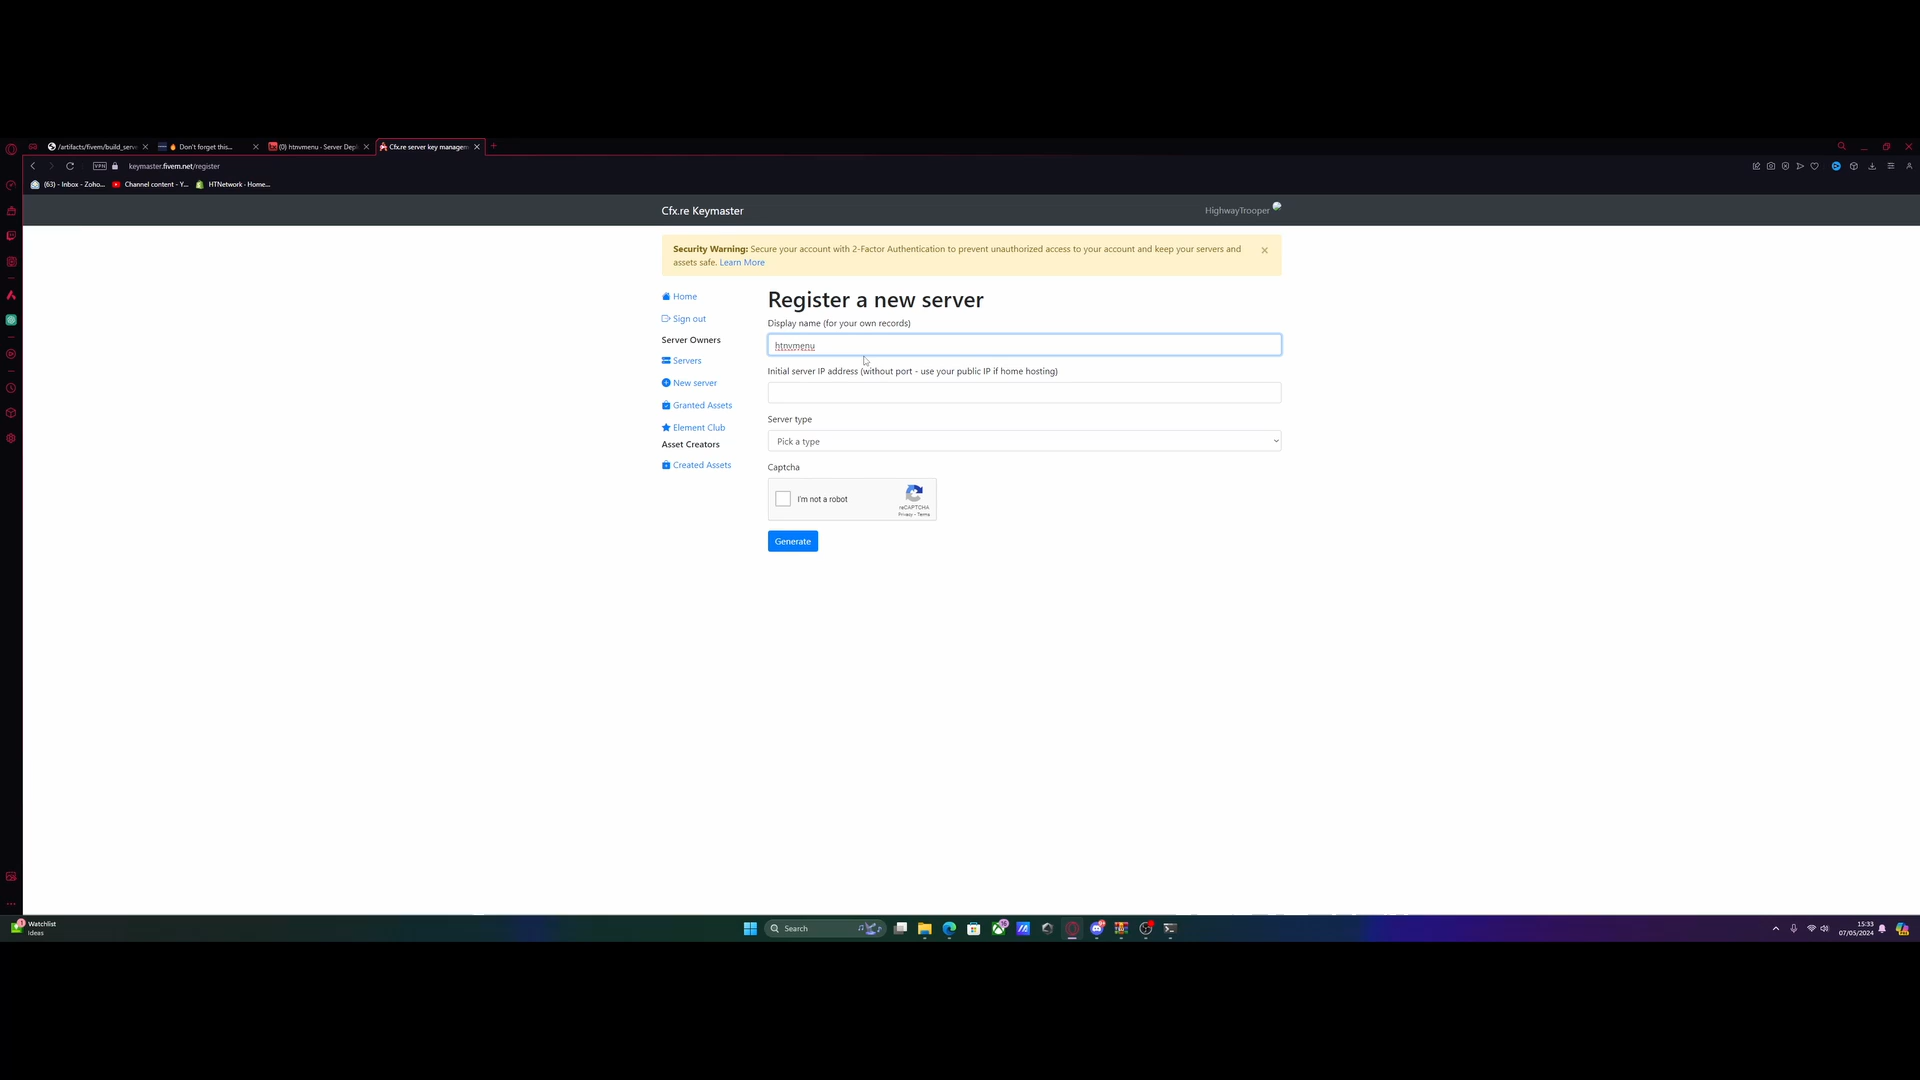 /artifacts/fivem/build_serve
🔥 Don't forget this...
(0) htnvmenu - Server Depl
Cfx.re server key managem
VPN
keymaster.fivem.net/register
(63) - Inbox - Zoho...
Channel content - Y...
HTNetwork · Home...
Cfx.re Keymaster
HighwayTrooper
Security Warning: Secure your account with 2-Factor Authentication to prevent unauthorized access to your account and keep your servers and
assets safe. Learn More
Home
Sign out
Server Owners
Servers
New server
Granted Assets
Element Club
Asset Creators
Created Assets
Register a new server
Display name (for your own records)
htnvmenu
Initial server IP address (without port - use your public IP if home hosting)
Server type
Pick a type
Captcha
I'm not a robot
reCAPTCHA
Privacy - Terms
Generate
Watchlist
Ideas
Search
15:33
07/05/2024